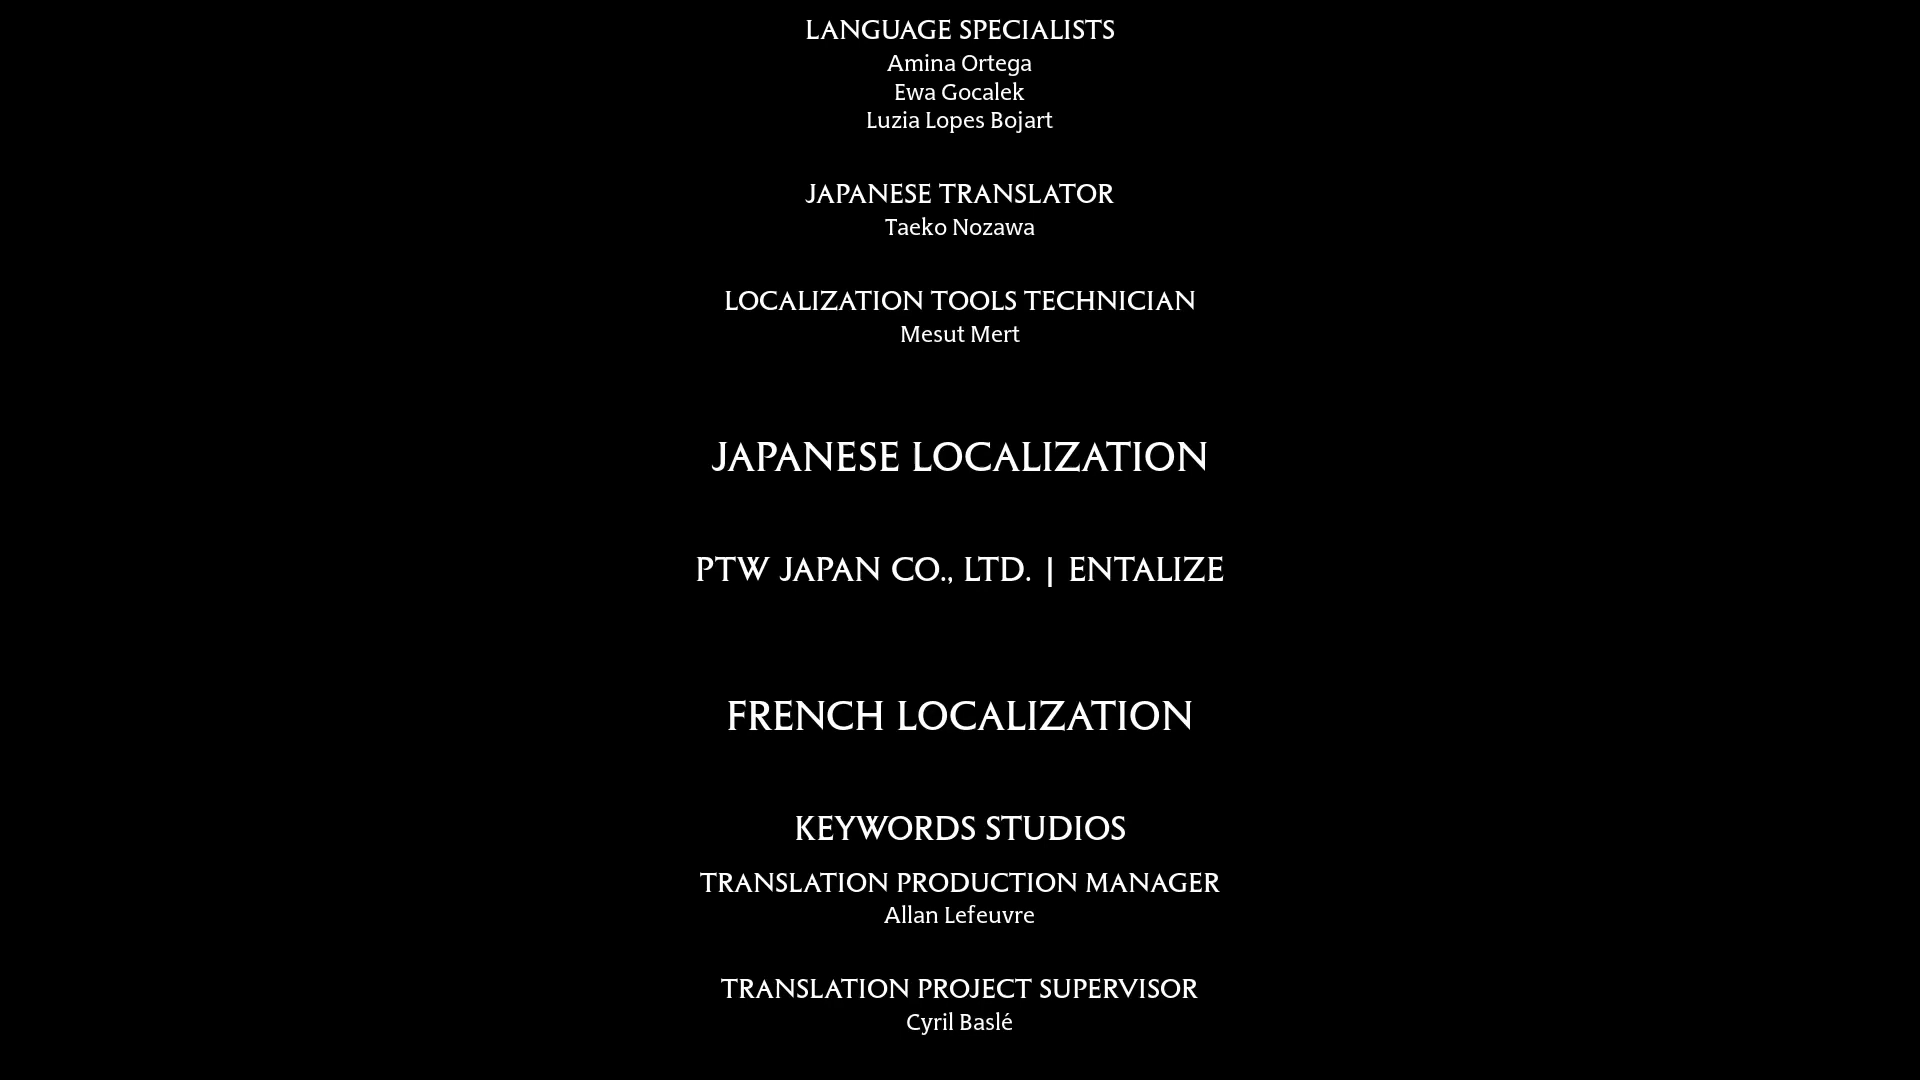 LANGUAGE SPECIALISTS
Amina Ortega
Ewa Gocalek
Luzia Lopes Bojart
JAPANESE TRANSLATOR
Taeko Nozawa
LOCALIZATION TOOLS TECHNICIAN
Mesut Mert
JAPANESE LOCALIZATION
PTW JAPAN CO., LTD. | ENTALIZE
FRENCH LOCALIZATION
KEYWORDS STUDIOS
TRANSLATION PRODUCTION MANAGER
Allan Lefeuvre
TRANSLATION PROJECT SUPERVISOR
Cyril Baslé